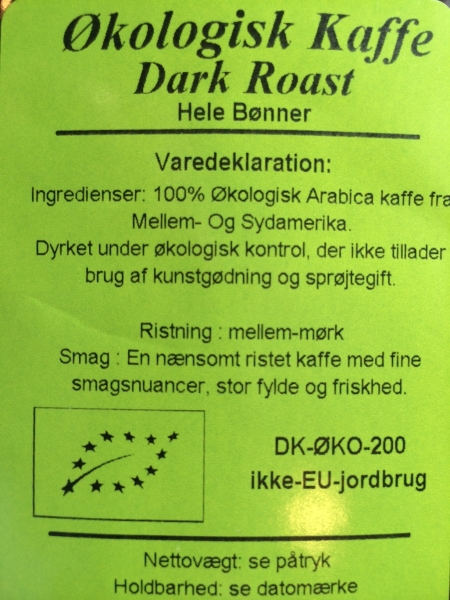 Økologisk Kaffe
Dark Roast
Hele Bønner
Varedeklaration:
Ingredienser: 100% Økologisk Arabica kaffe fra
Mellem- Og Sydamerika.
Dyrket under økologisk kontrol, der ikke tillader
brug af kunstgødning og sprøjtegift.
Ristning : mellem-mørk
Smag : En nænsomt ristet kaffe med fine
smagsnuancer, stor fylde og friskhed.
DK-ØKO-200
ikke-EU-jordbrug
Nettovægt: se påtryk
Holdbarhed: se datomærke